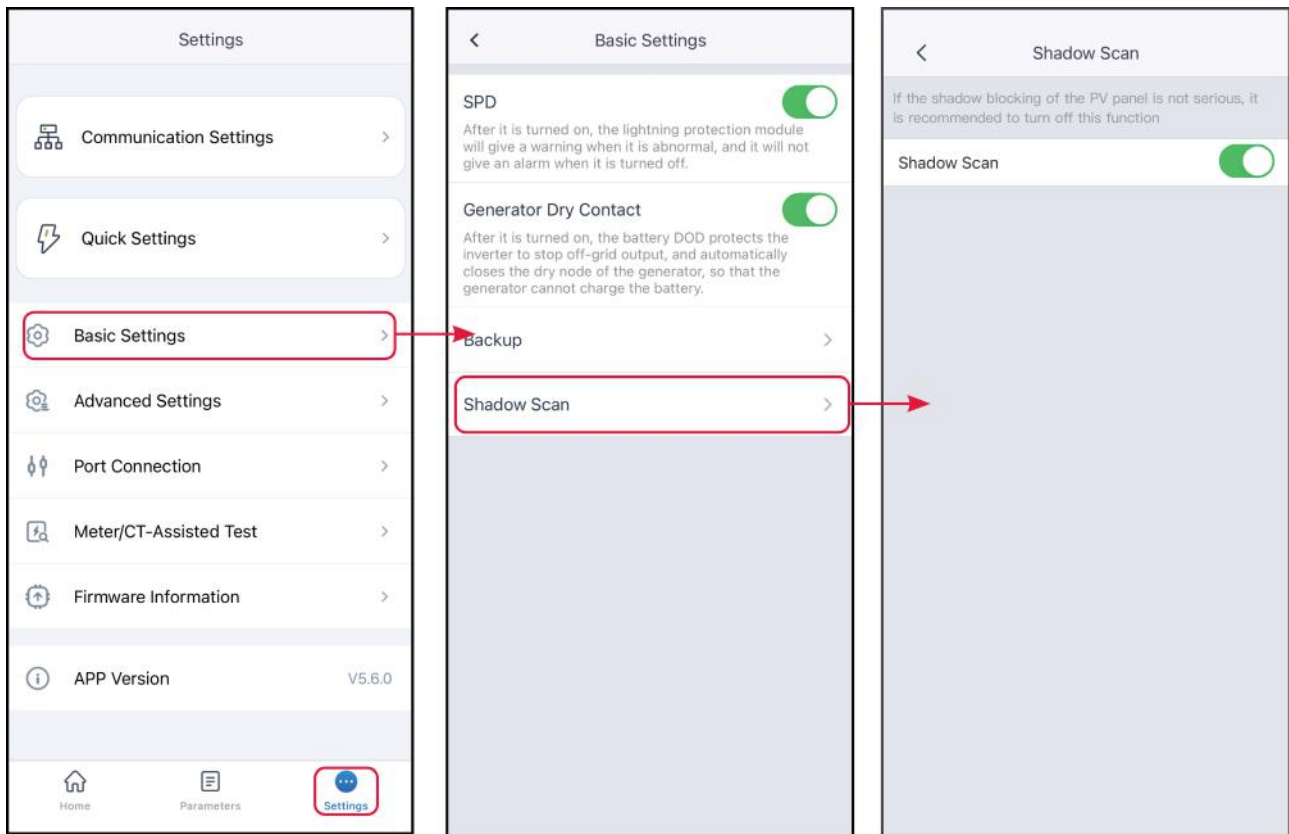 Settings
Communication Settings
Quick Settings
Basic Settings
Advanced Settings
Port Connection
Meter/CT-Assisted Test
Firmware Information
APP Version V5.6.0
Home Parameters Settings
Basic Settings
SPD
After it is turned on, the lightning protection module
will give a warning when it is abnormal, and it will not
give an alarm when it is turned off.
Generator Dry Contact
After it is turned on, the battery DOD protects the
inverter to stop off-grid output, and automatically
closes the dry node of the generator, so that the
generator cannot charge the battery.
Backup
Shadow Scan
Shadow Scan
If the shadow blocking of the PV panel is not serious, it
is recommended to turn off this function
Shadow Scan